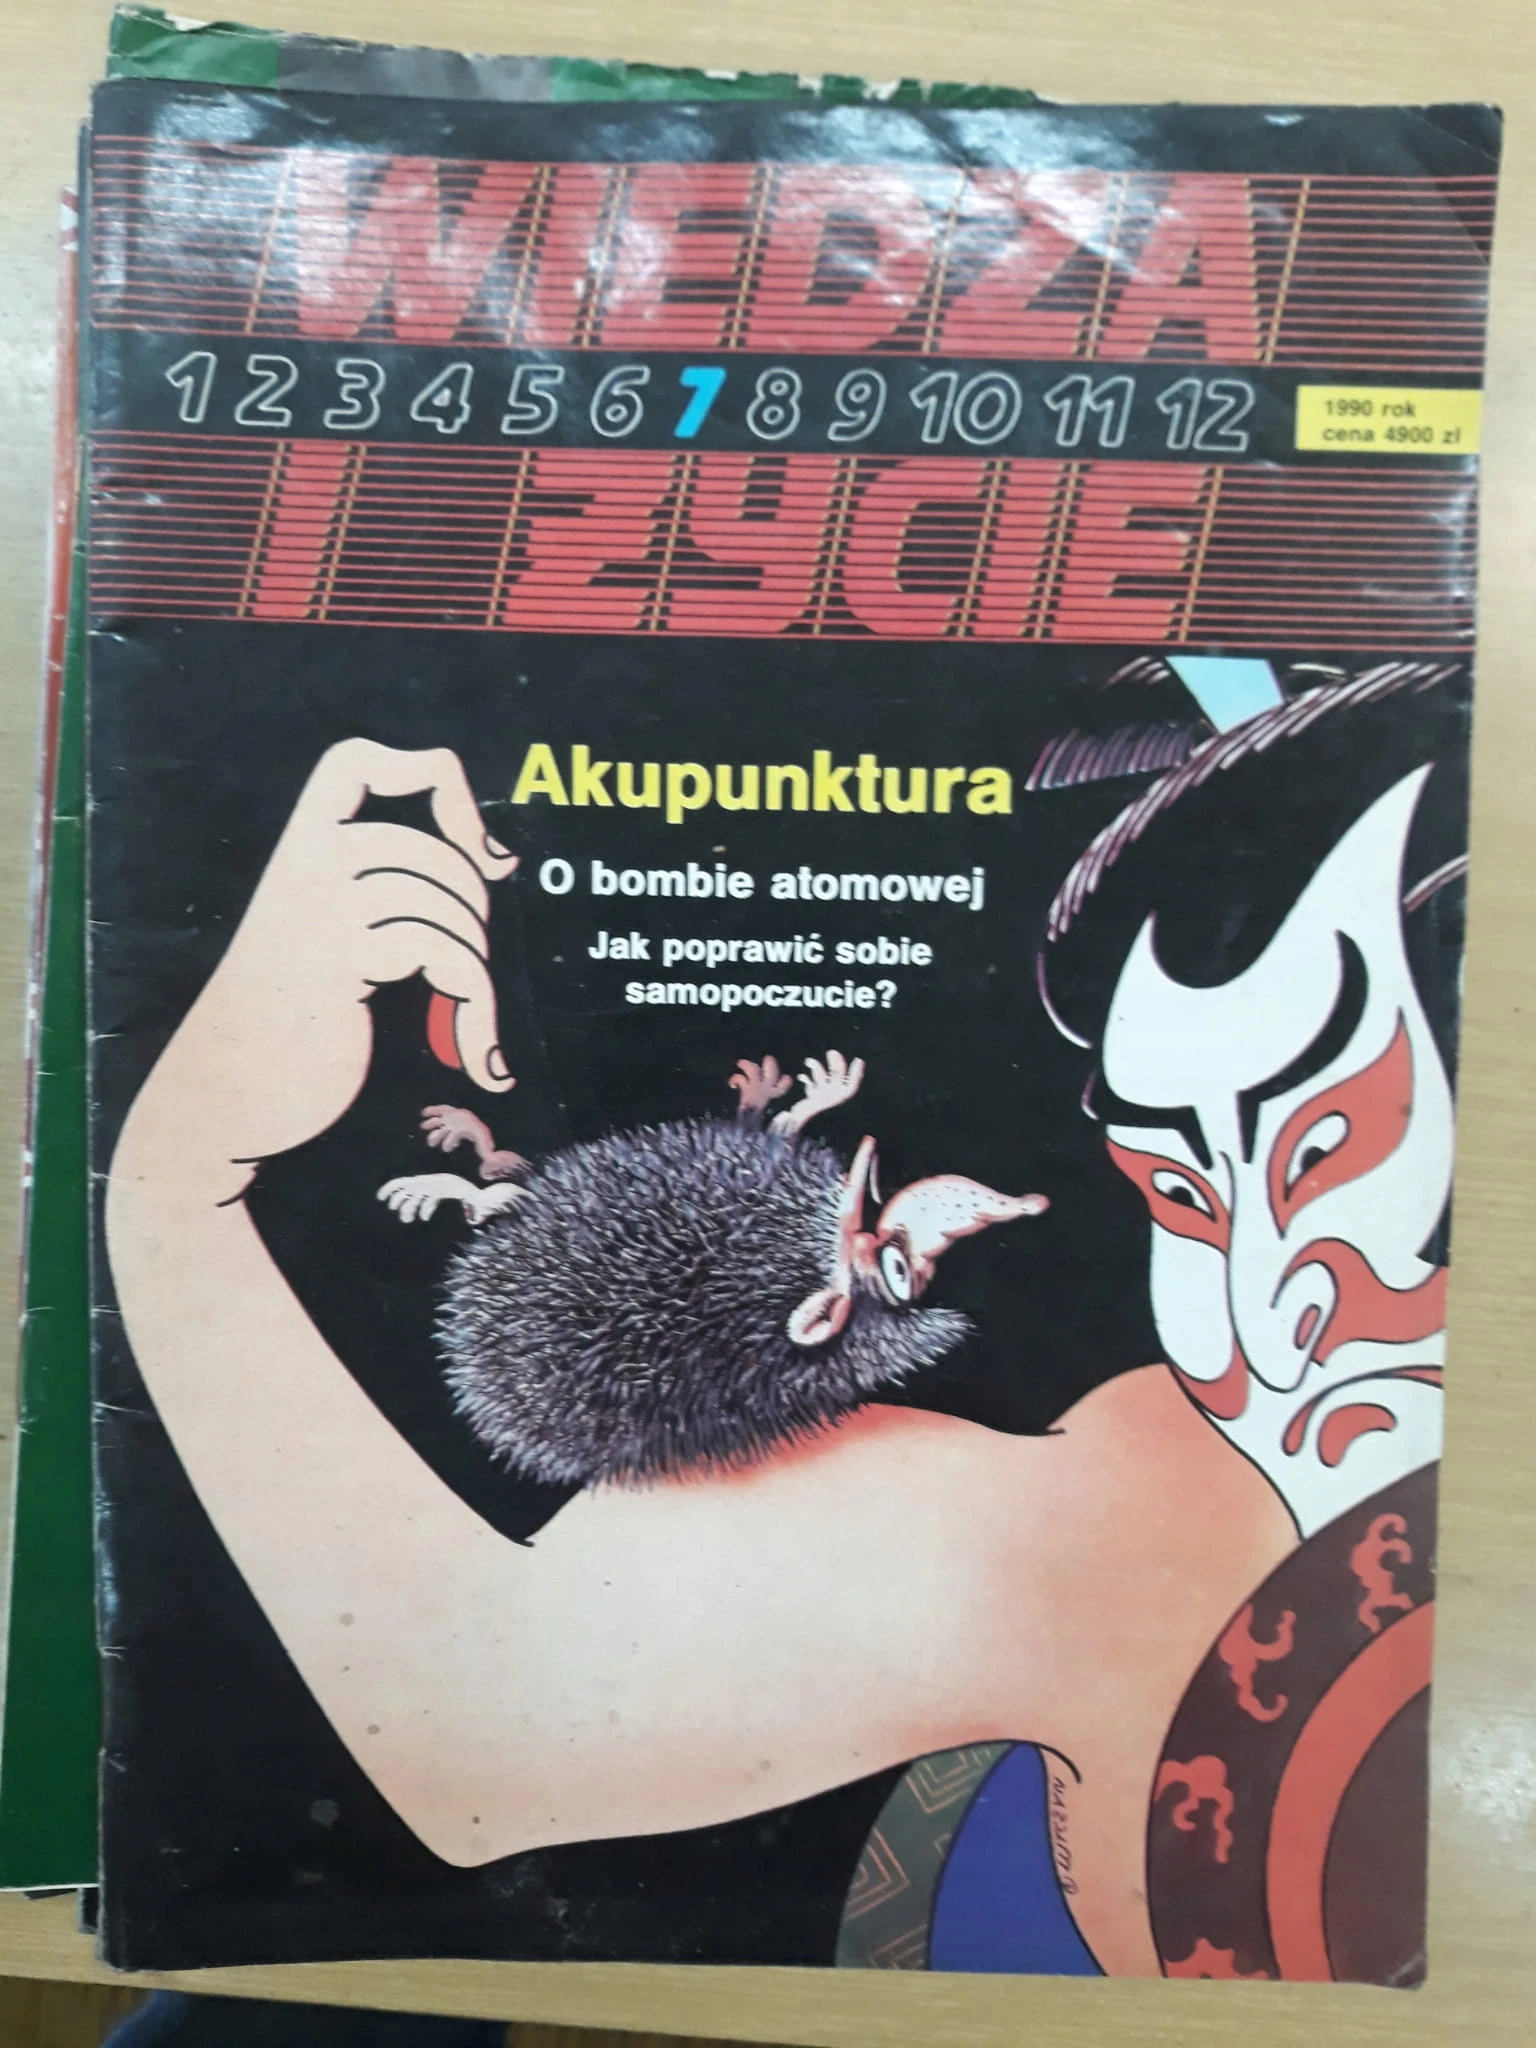 WIEDZA
1 2 3 4 5 6 7 8 9 10 11 12
1990 rok
cena 4900 zł
I ŻYCIE
Akupunktura
O bombie atomowej
Jak poprawić sobie
samopoczucie?